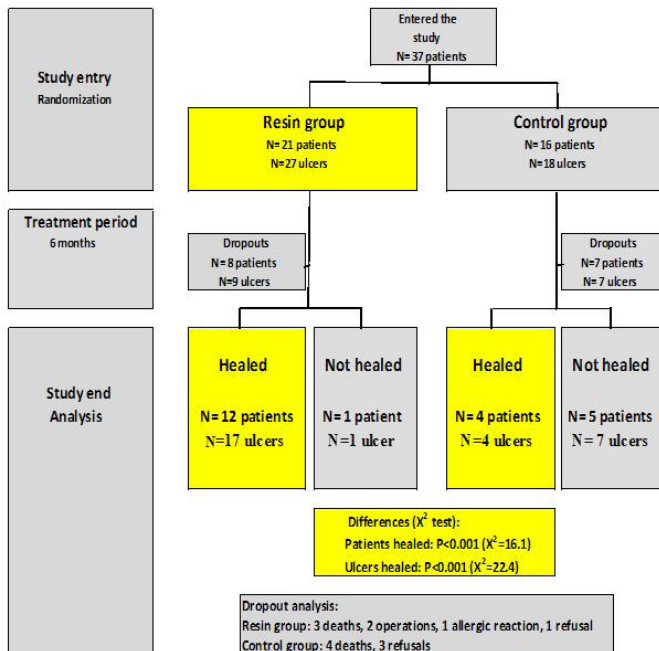 Entered the
study
N= 37 patients
Study entry
Randomization
Resin group
N= 21 patients
N=27 ulcers
Control group
N= 16 patients
N=18 ulcers
Treatment period
6 months
Dropouts
N= 8 patients
N=9 ulcers
Dropouts
N=7 patients
N= 7 ulcers
Study end
Analysis
Healed
N= 12 patients
N=17 ulcers
Not healed
N= 1 patient
N=1 ulcer
Healed
N= 4 patients
N=4 ulcers
Not healed
N= 5 patients
N= 7 ulcers
Differences (X² test):
Patients healed: P<0.001 (X²=16.1)
Ulcers healed: P<0.001 (X²=22.4)
Dropout analysis:
Resin group: 3 deaths, 2 operations, 1 allergic reaction, 1 refusal
Control group: 4 deaths, 3 refusals